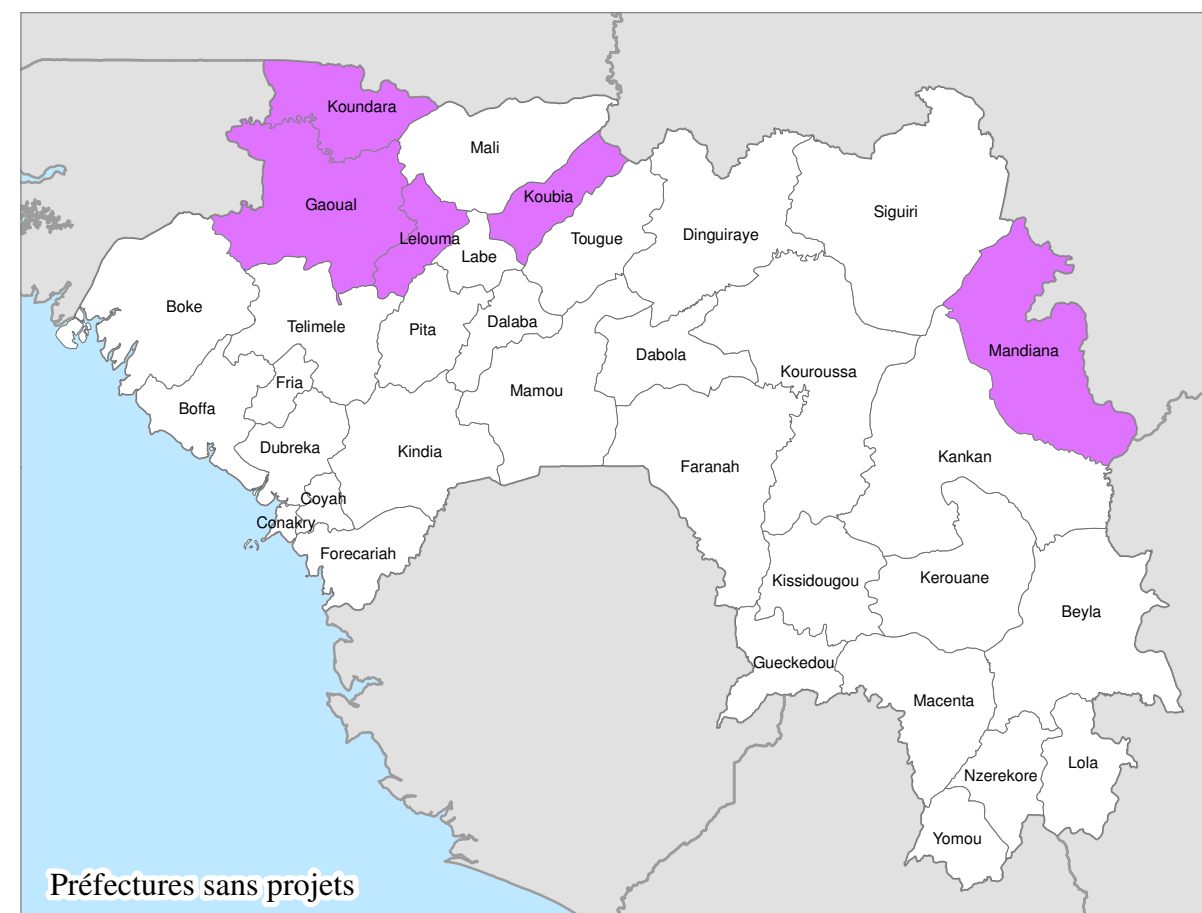 Koundara
Mali
Koubia
Gaoual
Siguiri
Lelouma
Tougue
Dinguiraye
Labe
Boke
Telimele
Pita
Dalaba
Dabola
Mandiana
Kouroussa
Fria
Mamou
Boffa
Dubreka
Kindia
Faranah
Kankan
Coyah
Conakry
Forecariah
Kissidougou
Kerouane
Beyla
Gueckedou
Macenta
Lola
Nzerekore
Yomou
Préfectures sans projets